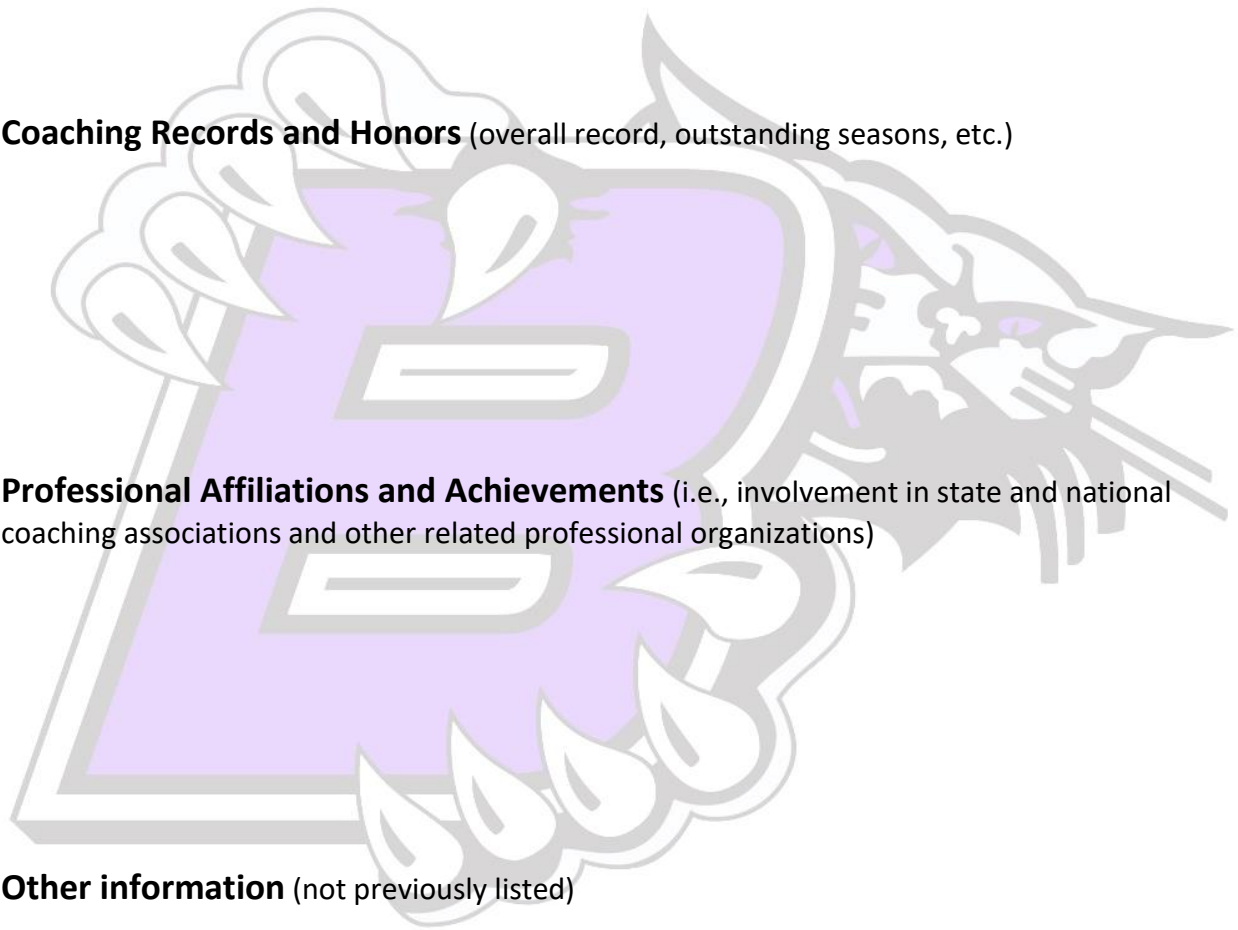 Coaching Records and Honors (overall record, outstanding seasons, etc.)
B
Professional Affiliations and Achievements (i.e., involvement in state and national
coaching associations and other related professional organizations)
Other information (not previously listed)